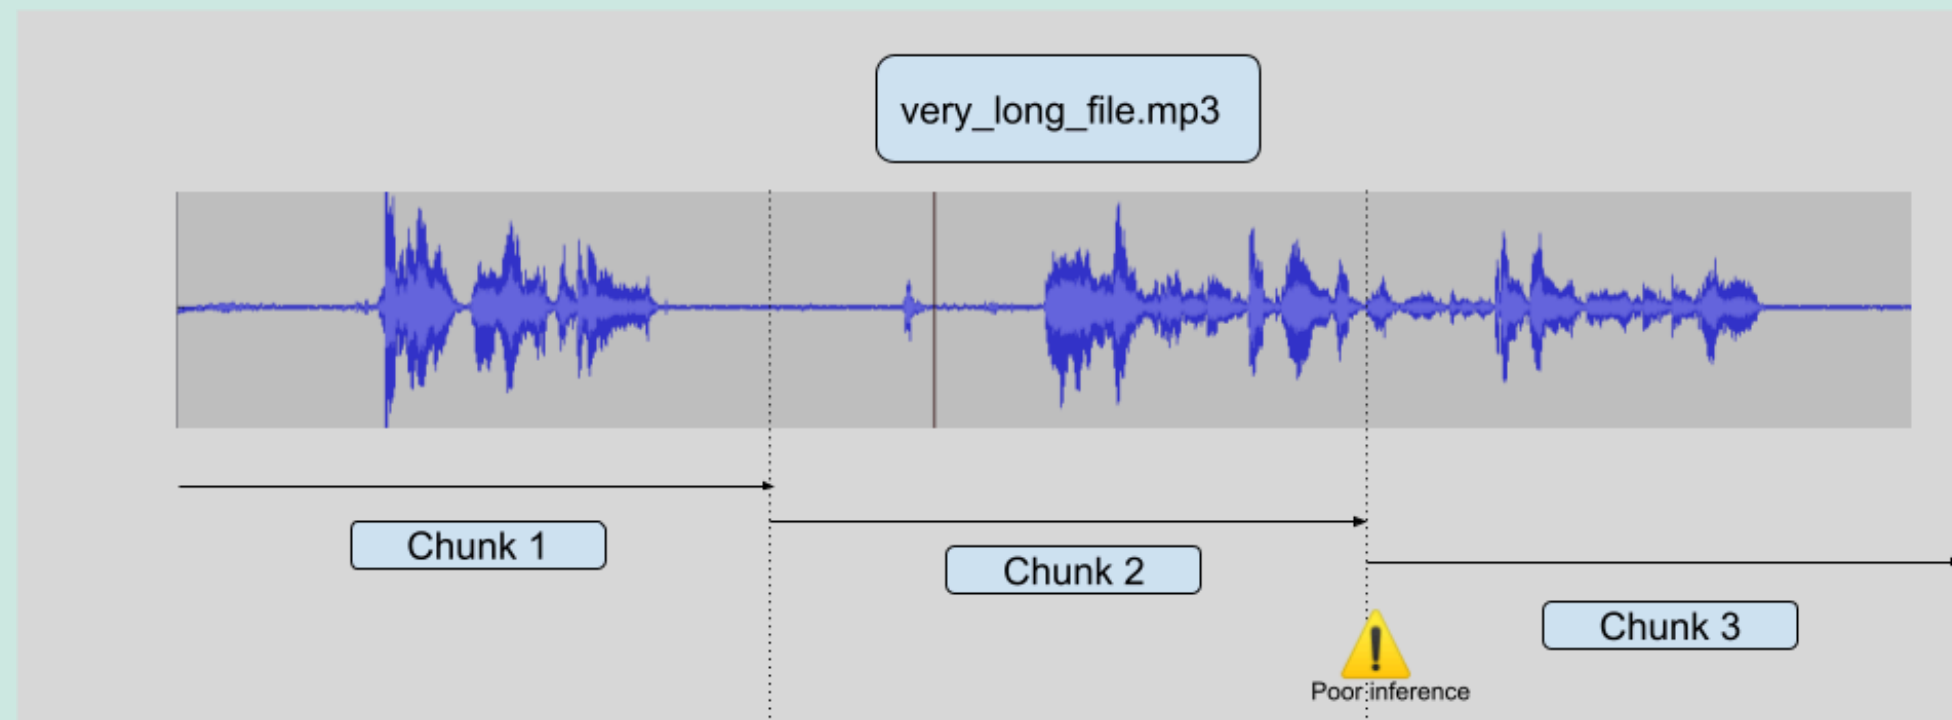 very_long_file.mp3
Chunk 1
Chunk 2
Chunk 3
Poor inference